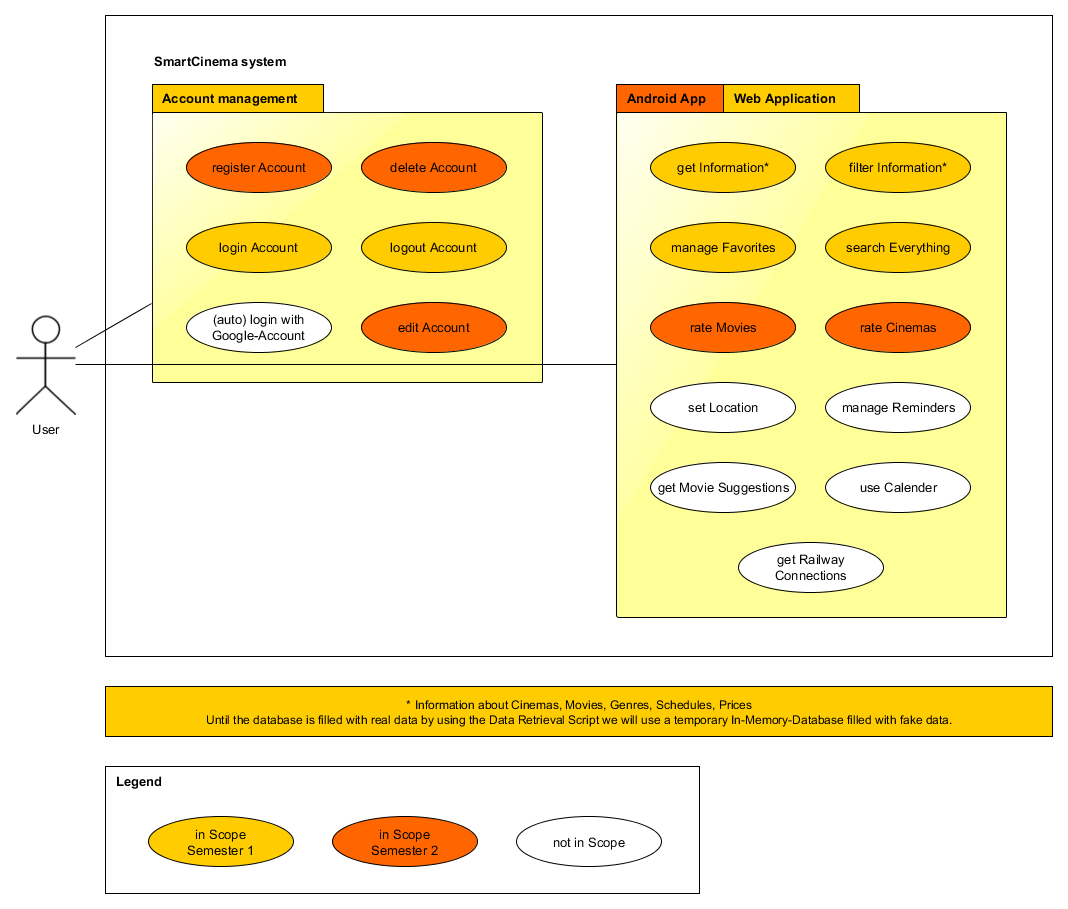 SmartCinema system
Account management
register Account
delete Account
login Account
logout Account
(auto) login with
Google-Account
edit Account
User
Android App
Web Application
get Information*
filter Information*
manage Favorites
search Everything
rate Movies
rate Cinemas
set Location
manage Reminders
get Movie Suggestions
use Calender
get Railway
Connections
* Information about Cinemas, Movies, Genres, Schedules, Prices
Until the database is filled with real data by using the Data Retrieval Script we will use a temporary In-Memory-Database filled with fake data.
Legend
in Scope
Semester 1
in Scope
Semester 2
not in Scope